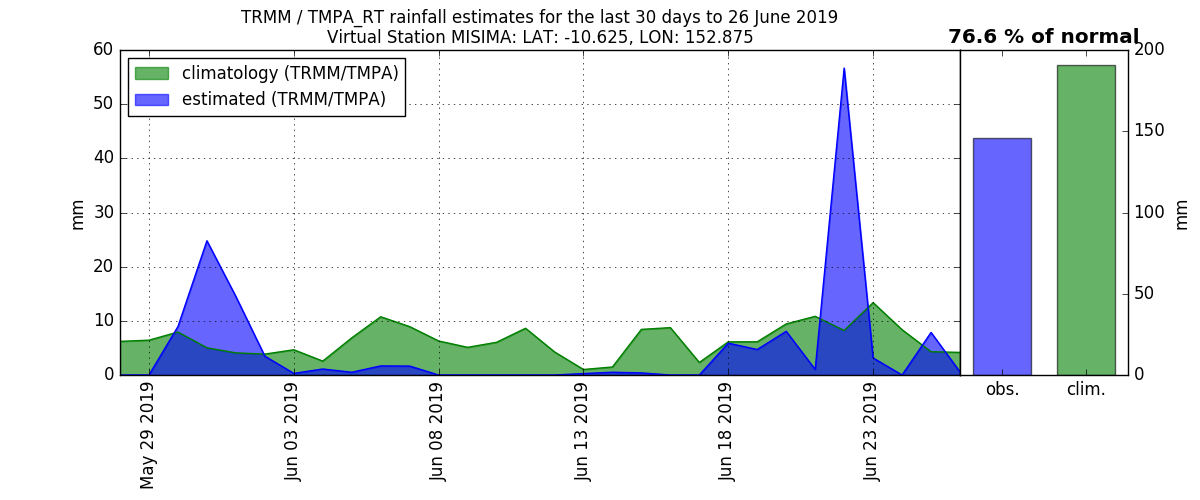 TRMM / TMPA_RT rainfall estimates for the last 30 days to 26 June 2019
Virtual Station MISIMA: LAT: -10.625, LON: 152.875
76.6 % of normal
climatology (TRMM/TMPA)
estimated (TRMM/TMPA)
60
50
40
30
20
10
0
mm
May 29 2019
Jun 03 2019
Jun 08 2019
Jun 13 2019
Jun 18 2019
Jun 23 2019
obs.
clim.
200
150
100
50
0
mm